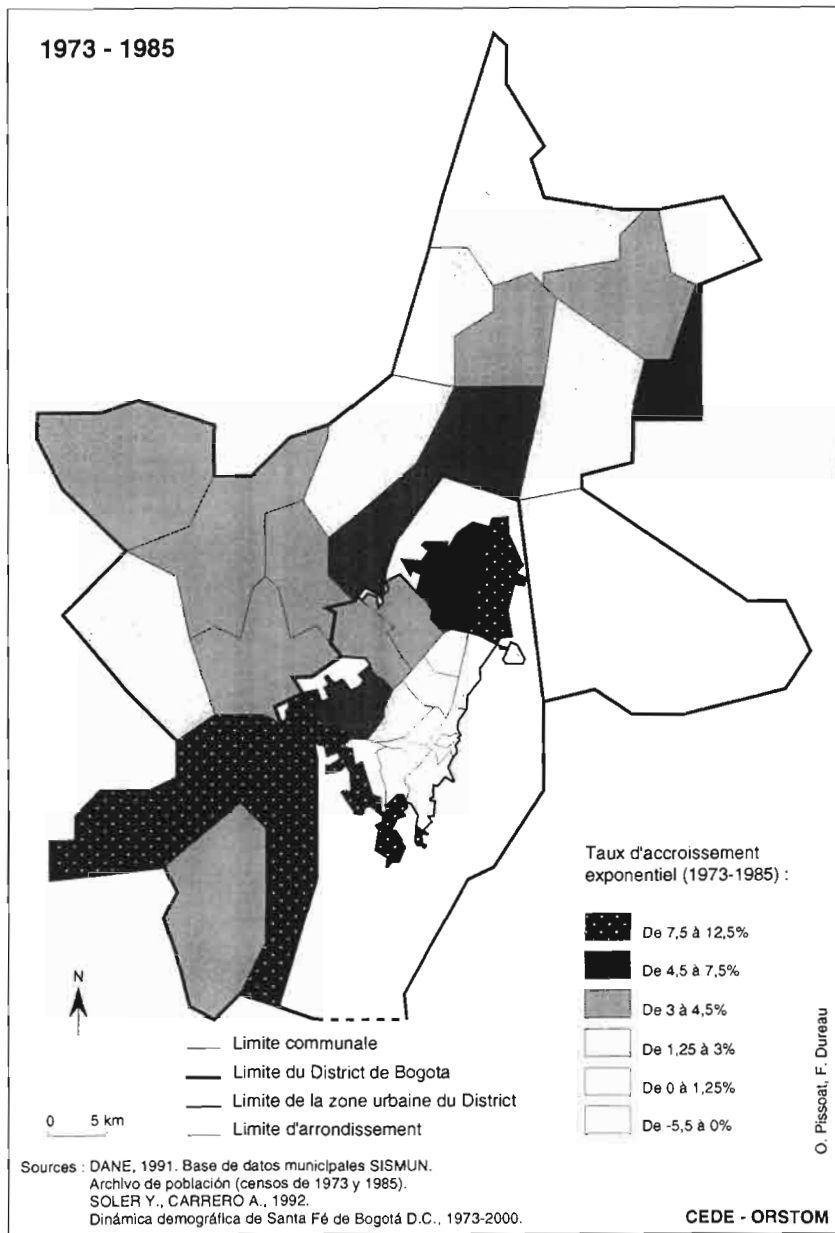 1973 - 1985
Taux d'accroissement
exponentiel (1973-1985) :
De 7,5 à 12,5%
De 4,5 à 7,5%
De 3 à 4,5%
De 1,25 à 3%
De 0 à 1,25%
De -5,5 à 0%
N
Limite communale
Limite du District de Bogota
Limite de la zone urbaine du District
Limite d'arrondissement
0 5 km
O. Pissoat, F. Dureau
Sources : DANE, 1991. Base de datos municipales SISMUN.
Archivo de población (censos de 1973 y 1985).
SOLER Y., CARRERO A., 1992.
Dinámica demográfica de Santa Fé de Bogotá D.C., 1973-2000.
CEDE - ORSTOM